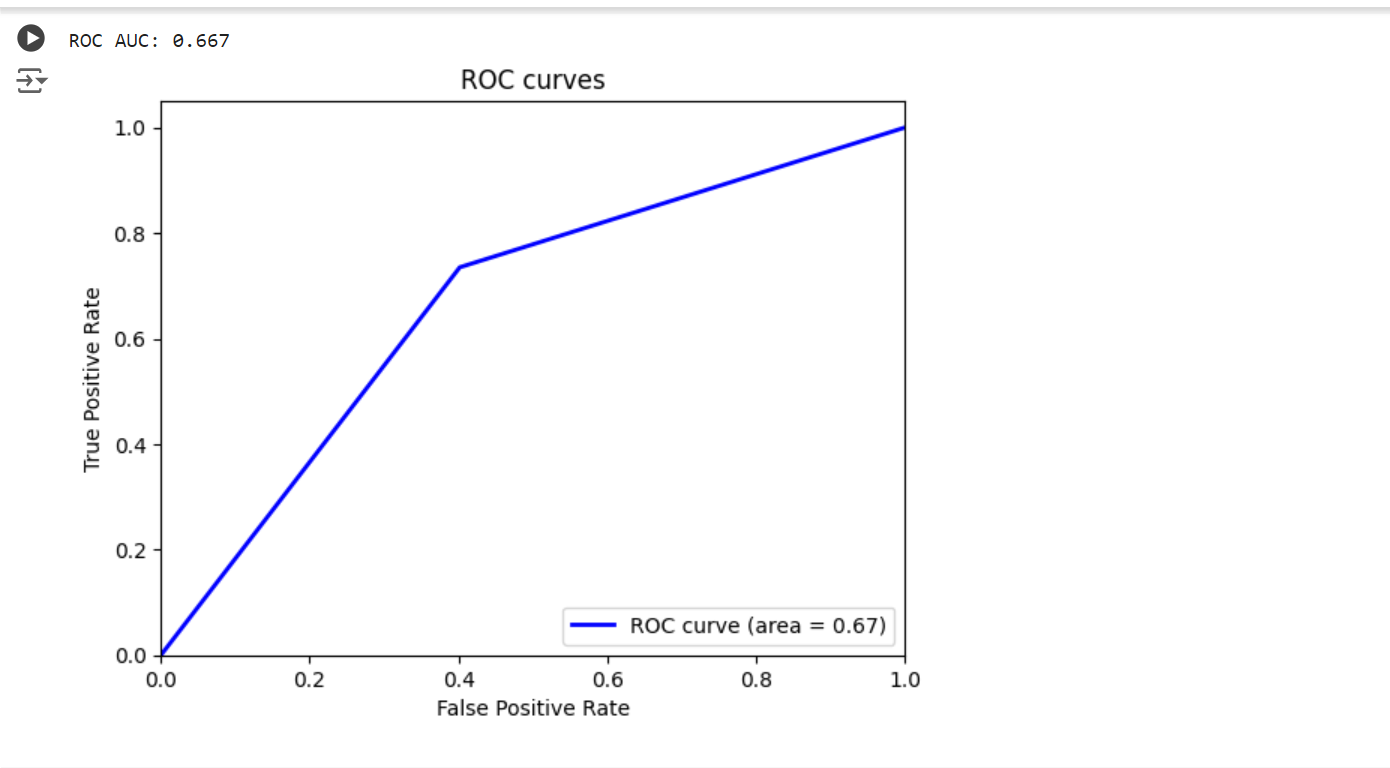 ROC AUC: 0.667
ROC curves
1.0
0.8
0.6
0.4
0.2
0.0
True Positive Rate
ROC curve (area = 0.67)
0.0 0.2 0.4 0.6 0.8 1.0
False Positive Rate